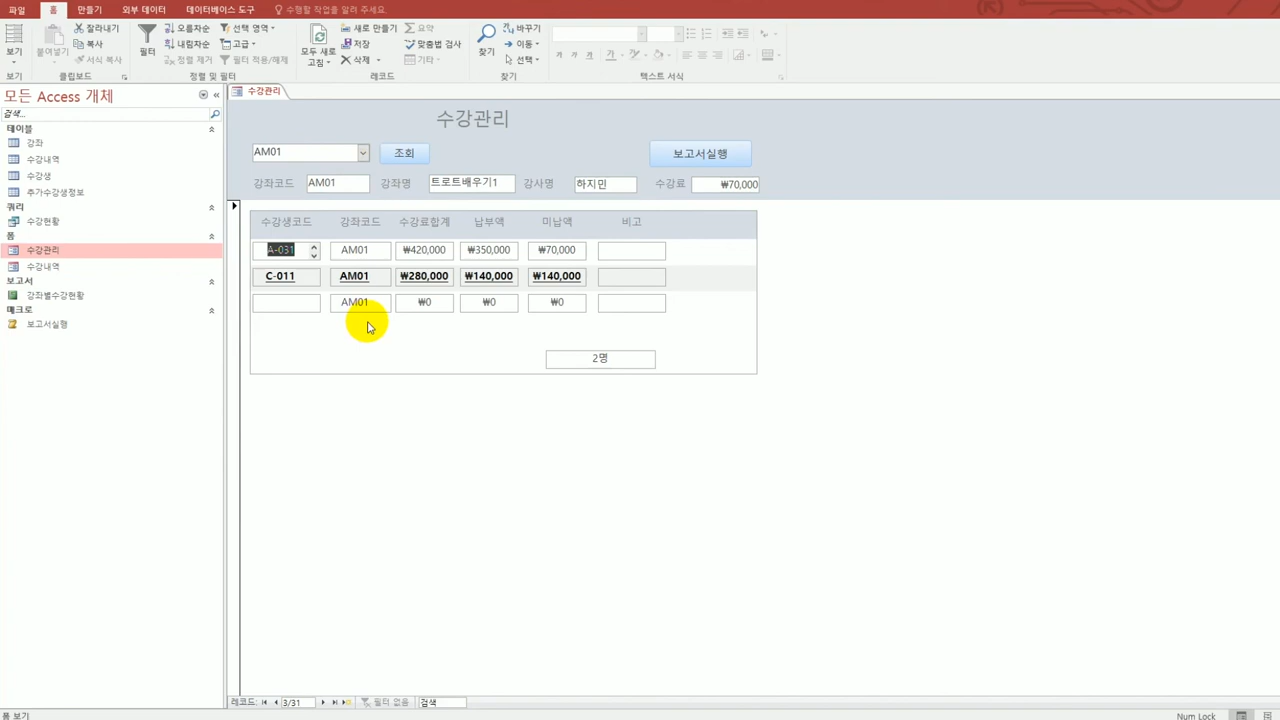 파일 홈 만들기 외부 데이터 데이터베이스 도구 수행할 작업을 알려 주세요.
잘라내기 오름차순 선택 영역 새로 만들기 요약 바꾸기
복사 내림차순 고급 저장 맞춤법 검사 이동
서식 복사 정렬 제거 필터 적용/해제 삭제 기타 선택
보기 붙여넣기 필터 모두 새로 고침 찾기
보기 클립보드 정렬 및 필터 레코드 찾기 텍스트 서식
모든 Access 개체
검색...
테이블
강좌
수강내역
수강생
추가수강생정보
쿼리
수강현황
폼
수강관리
수강내역
보고서
강좌별수강현황
매크로
보고서실행
수강관리
수강관리
AM01 조회 보고서실행
강좌코드 AM01 강좌명 트로트배우기1 강사명 하지민 수강료 ₩70,000
수강생코드 강좌코드 수강료합계 납부액 미납액 비고
A-031 AM01 ₩420,000 ₩350,000 ₩70,000
C-011 AM01 ₩280,000 ₩140,000 ₩140,000
AM01 ₩0 ₩0 ₩0
2명
레코드: 3/31 필터 없음 검색
폼 보기 Num Lock